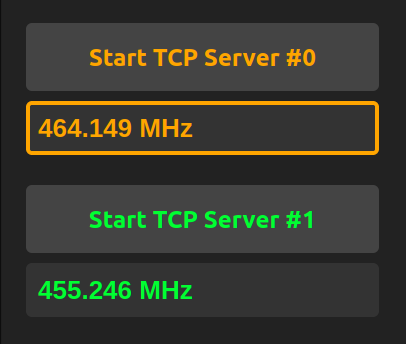 Start TCP Server #0
464.149 MHz
Start TCP Server #1
455.246 MHz